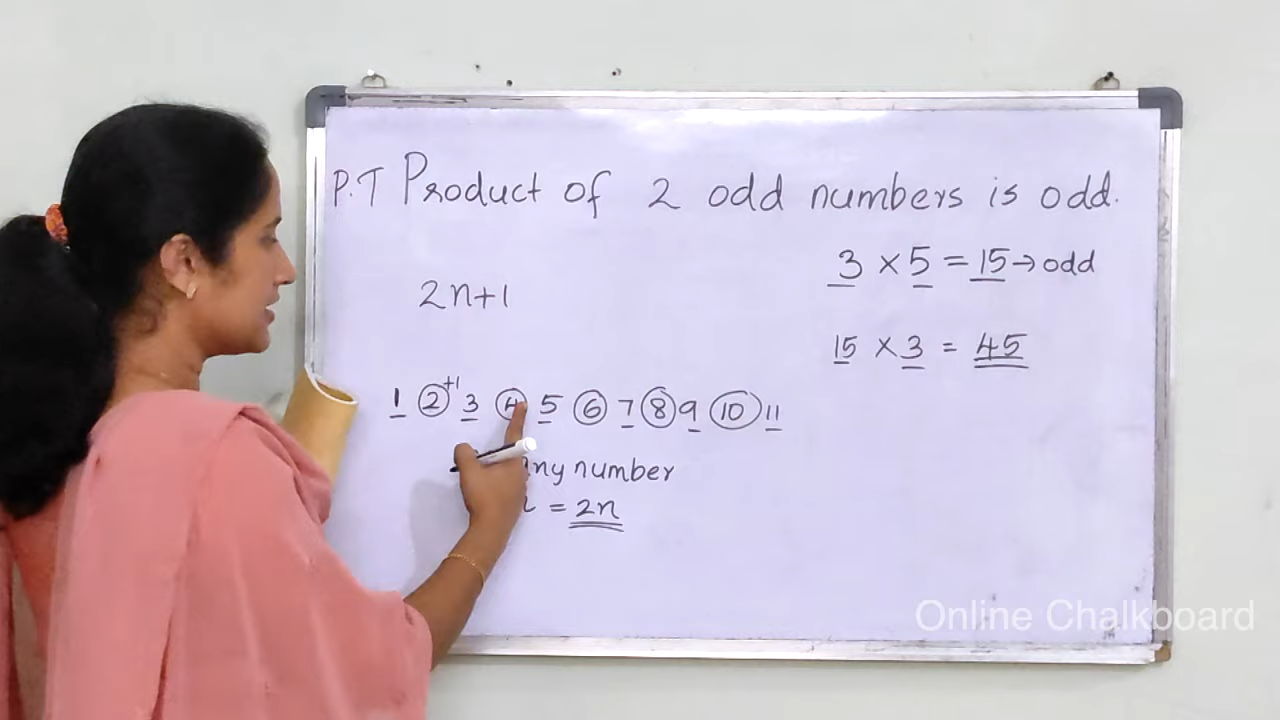 P.T Product of 2 odd numbers is odd.
3 × 5 = 15 → odd
2n+1
15 × 3 = 45
1 2 +1 3 4 5 6 7 8 9 10 11
number
= 2n
Online Chalkboard